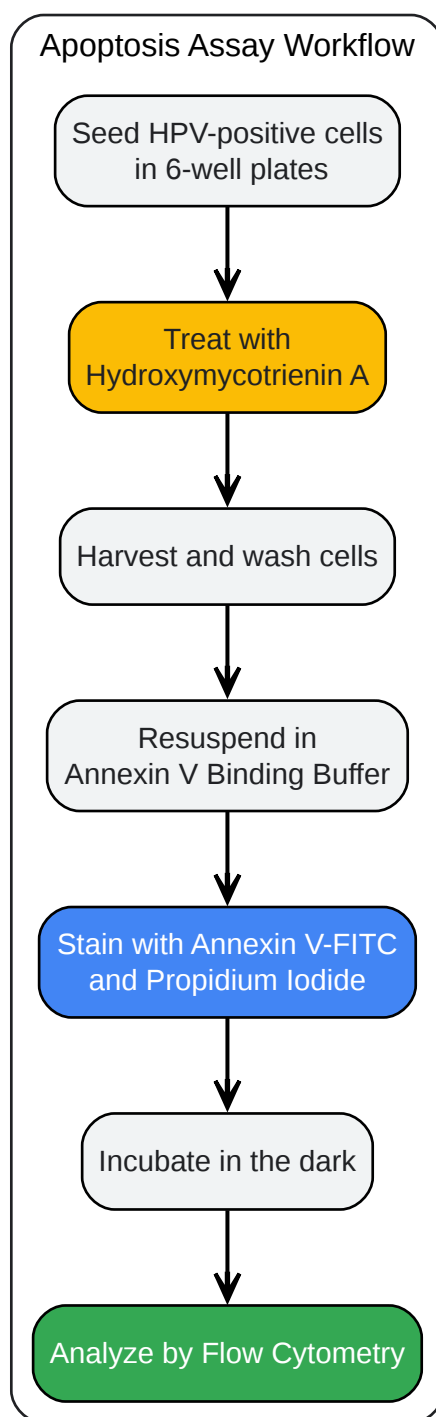 Apoptosis Assay Workflow
Seed HPV-positive cells
in 6-well plates
Treat with
Hydroxymycotrienin A
Harvest and wash cells
Resuspend in
Annexin V Binding Buffer
Stain with Annexin V-FITC
and Propidium Iodide
Incubate in the dark
Analyze by Flow Cytometry